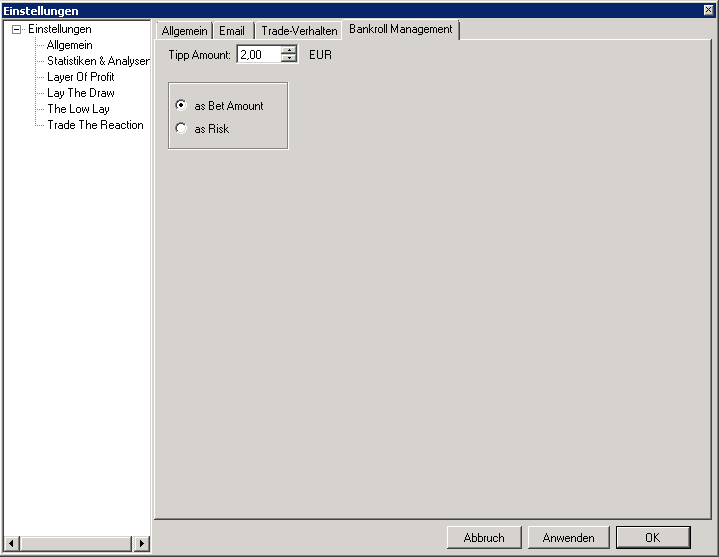 Einstellungen
Einstellungen
Allgemein
Statistiken & Analysen
Layer Of Profit
Lay The Draw
The Low Lay
Trade The Reaction
Allgemein Email Trade-Verhalten Bankroll Management
Tipp Amount: 2,00 EUR
as Bet Amount
as Risk
Abbruch Anwenden OK